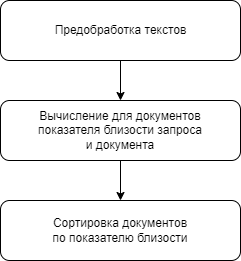 Предобработка текстов
Вычисление для документов
показателя близости запроса
и документа
Сортировка документов
по показателю близости